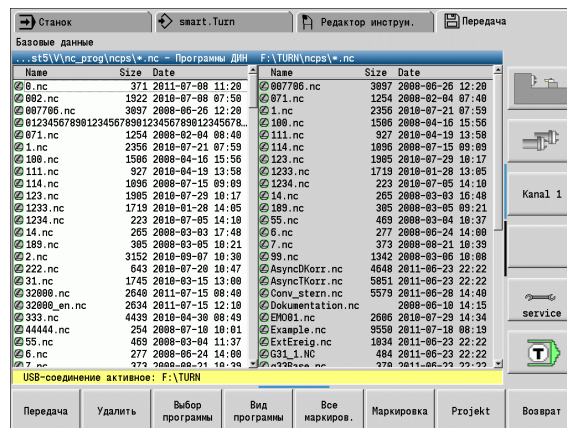 Станок
smart.Turn
Редактор инструм.
Передача
Базовые данные
...st5\V\nc_prog\ncps\*.nc - Программы ДИН F:\TURN\ncps\*.nc
Name Size Date
0.nc 371 2011-07-08 11:20
002.nc 1922 2010-07-08 07:50
007706.nc 3097 2008-06-26 12:20
01234567890123456789012345678...
071.nc 1254 2008-02-04 08:40
1.nc 2356 2010-07-21 07:59
100.nc 1506 2008-04-16 15:56
111.nc 927 2010-04-19 13:58
114.nc 1096 2008-07-15 09:09
123.nc 1905 2010-07-29 10:17
1233.nc 1719 2010-01-28 14:05
1234.nc 223 2010-07-05 14:10
14.nc 265 2008-03-03 17:48
189.nc 305 2008-03-05 10:21
2.nc 3152 2010-09-07 10:30
222.nc 643 2010-07-20 10:47
31.nc 1745 2010-03-15 13:00
32000.nc 2640 2011-07-15 08:40
32000_en.nc 2634 2011-07-15 12:10
333.nc 4439 2010-04-30 08:49
44444.nc 254 2008-07-10 10:01
55.nc 469 2008-03-04 11:37
6.nc 277 2008-06-24 14:00
7.nc 373 2008-08-21 10:39
Name Size Date
007706.nc 3097 2008-06-26 12:20
071.nc 1254 2008-02-04 07:40
1.nc 2356 2010-07-21 07:59
100.nc 1506 2008-04-16 15:56
111.nc 927 2010-04-19 13:58
114.nc 1096 2008-07-15 09:09
123.nc 1905 2010-07-29 10:17
1233.nc 1719 2010-01-28 13:05
1234.nc 223 2010-07-05 14:10
14.nc 265 2008-03-03 16:48
189.nc 305 2008-03-05 09:21
55.nc 469 2008-03-04 10:37
6.nc 277 2008-06-24 14:00
7.nc 373 2008-08-21 10:39
99.nc 1342 2008-03-06 10:08
AsyncDKorr.nc 4648 2011-06-23 22:22
AsyncTKorr.nc 5851 2011-06-23 22:22
Conv_stern.nc 5579 2011-06-28 14:40
Dokumentation.nc 2008-06-10 14:15
EMO01.nc 2606 2010-07-29 14:34
Example.nc 9550 2011-07-18 08:19
ExtEreig.nc 1034 2011-06-23 22:22
G31_1.NC 484 2011-06-23 22:22
g33Base.nc 370 2011-06-23 22:22
USB-соединение активное: F:\TURN
Kanal 1
service
T
Передача
Удалить
Выбор
программы
Вид
программы
Все
маркиров.
Маркировка
Projekt
Возврат